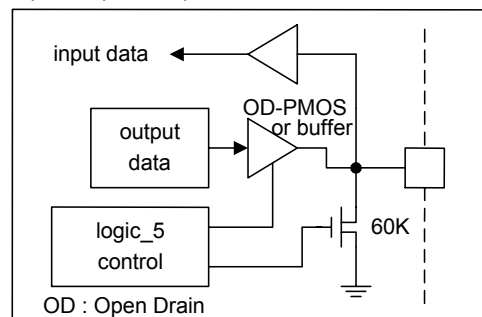 input data
OD-PMOS
or buffer
output
data
logic_5
control
60K
OD : Open Drain